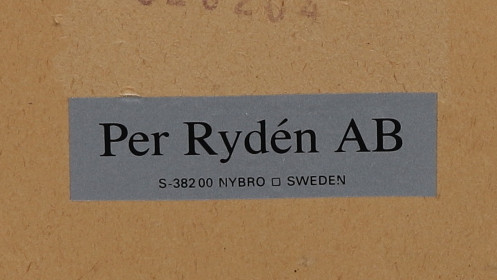 Per Rydén AB
S-382 00 NYBRO □ SWEDEN